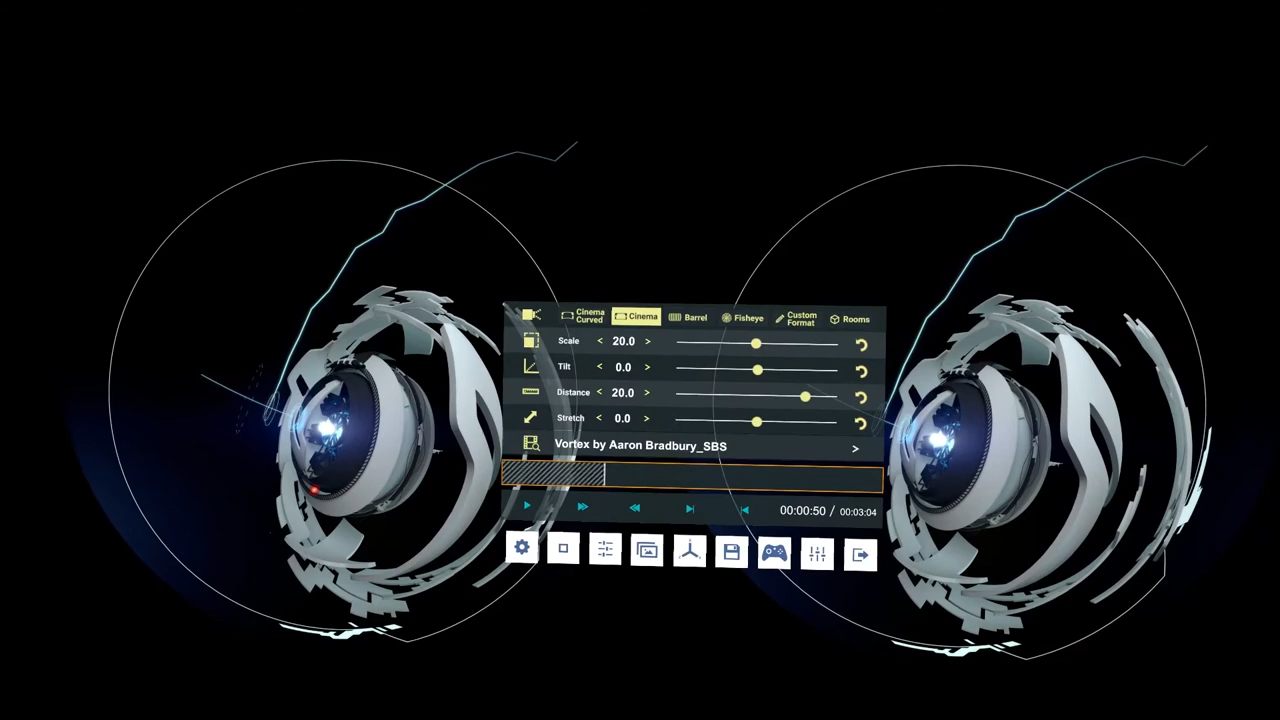 Cinema Curved Cinema Barrel Fisheye Custom Format Rooms
Scale < 20.0 >
Tilt < 0.0 >
Distance < 20.0 >
Stretch < 0.0 >
Vortex by Aaron Bradbury_SBS >
00:00:50 / 00:03:04